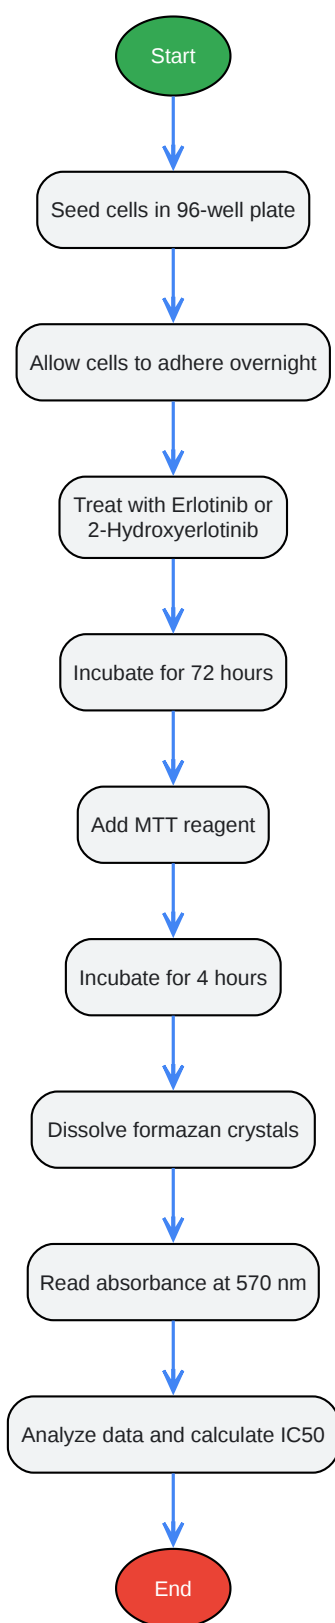 Start
Seed cells in 96-well plate
Allow cells to adhere overnight
Treat with Erlotinib or
2-Hydroxyerlotinib
Incubate for 72 hours
Add MTT reagent
Incubate for 4 hours
Dissolve formazan crystals
Read absorbance at 570 nm
Analyze data and calculate IC50
End